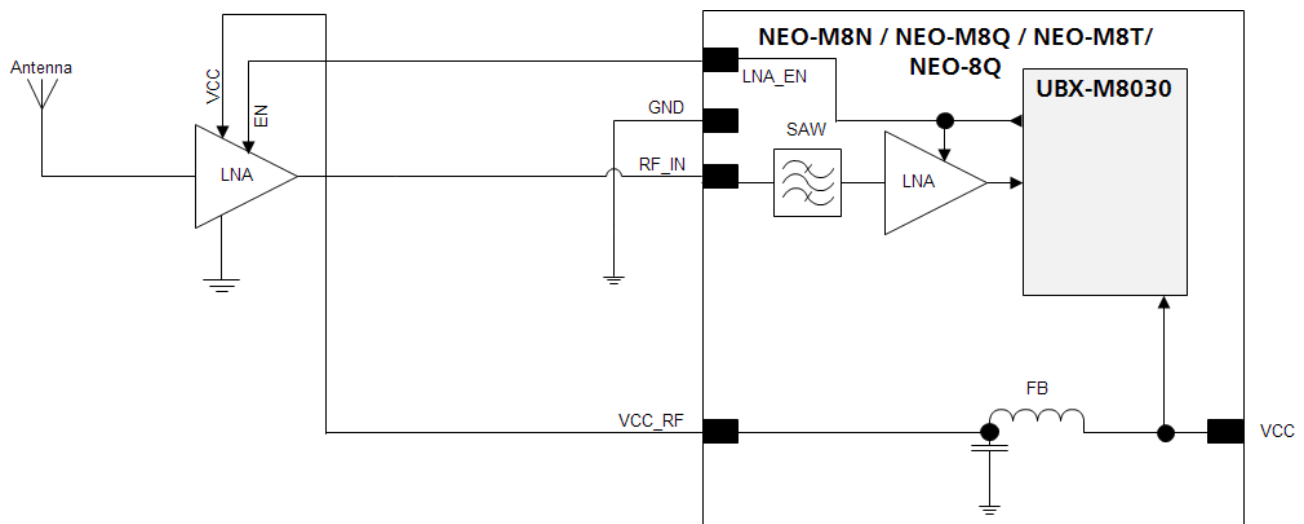 NEO-M8N / NEO-M8Q / NEO-M8T/
NEO-8Q
Antenna
VCC
EN
LNA
LNA_EN
GND
RF_IN
SAW
LNA
UBX-M8030
VCC_RF
FB
VCC